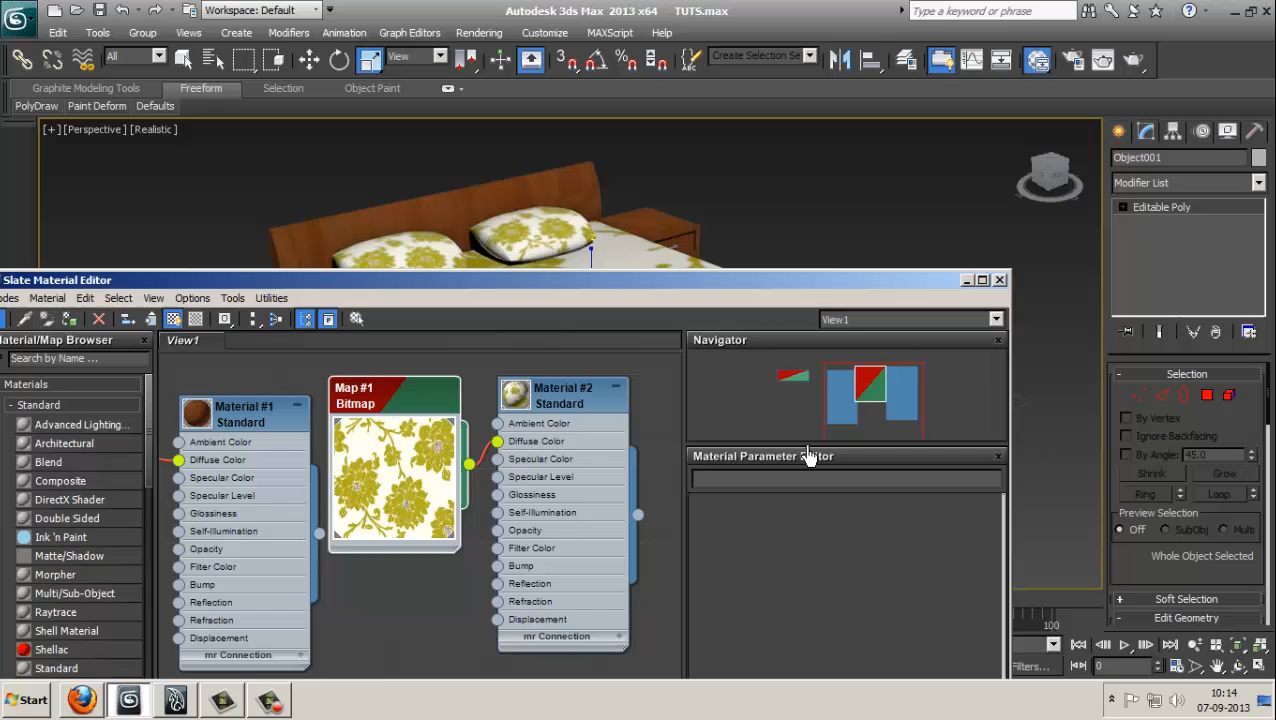 Workspace: Default
Autodesk 3ds Max 2013 x64 TUTS.max
Type a keyword or phrase
Edit Tools Group Views Create Modifiers Animation Graph Editors Rendering Customize MAXScript Help
All View Create Selection Se
Graphite Modeling Tools Freeform Selection Object Paint
PolyDraw Paint Deform Defaults
[+] [Perspective] [Realistic]
Object001
Modifier List
Editable Poly
Slate Material Editor
odes Material Edit Select View Options Tools Utilities
View1
Material/Map Browser
Search by Name ...
Materials
Standard
Advanced Lighting...
Architectural
Blend
Composite
DirectX Shader
Double Sided
Ink 'n Paint
Matte/Shadow
Morpher
Multi/Sub-Object
Raytrace
Shell Material
Shellac
Standard
View1
Material #1
Standard
Ambient Color
Diffuse Color
Specular Color
Specular Level
Glossiness
Self-Illumination
Opacity
Filter Color
Bump
Reflection
Refraction
Displacement
mr Connection
Map #1
Bitmap
Material #2
Standard
Ambient Color
Diffuse Color
Specular Color
Specular Level
Glossiness
Self-Illumination
Opacity
Filter Color
Bump
Reflection
Refraction
Displacement
mr Connection
Navigator
Material Parameter Editor
Selection
By Vertex
Ignore Backfacing
By Angle: 45.0
Shrink Grow
Ring Loop
Preview Selection
Off SubObj Multi
Whole Object Selected
Soft Selection
Edit Geometry
100
Filters...
0
Start
10:14
07-09-2013